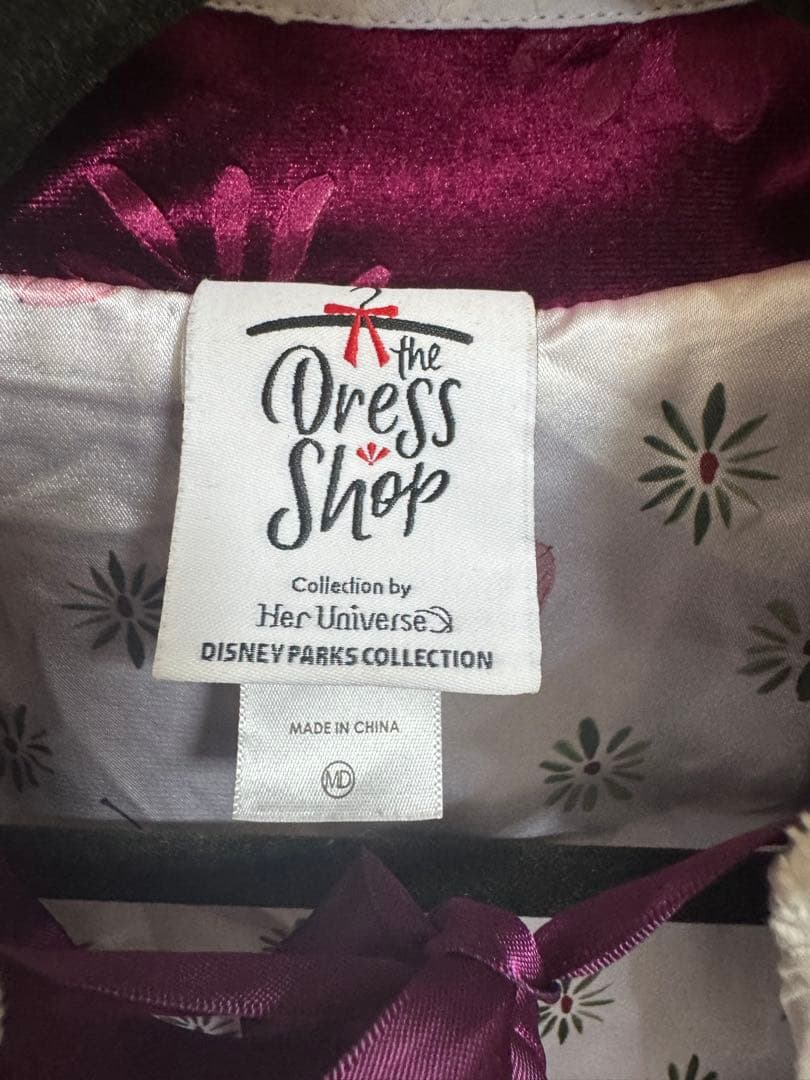 the
Dress
Shop
Collection by
Her Universe
DISNEY PARKS COLLECTION
MADE IN CHINA
MD